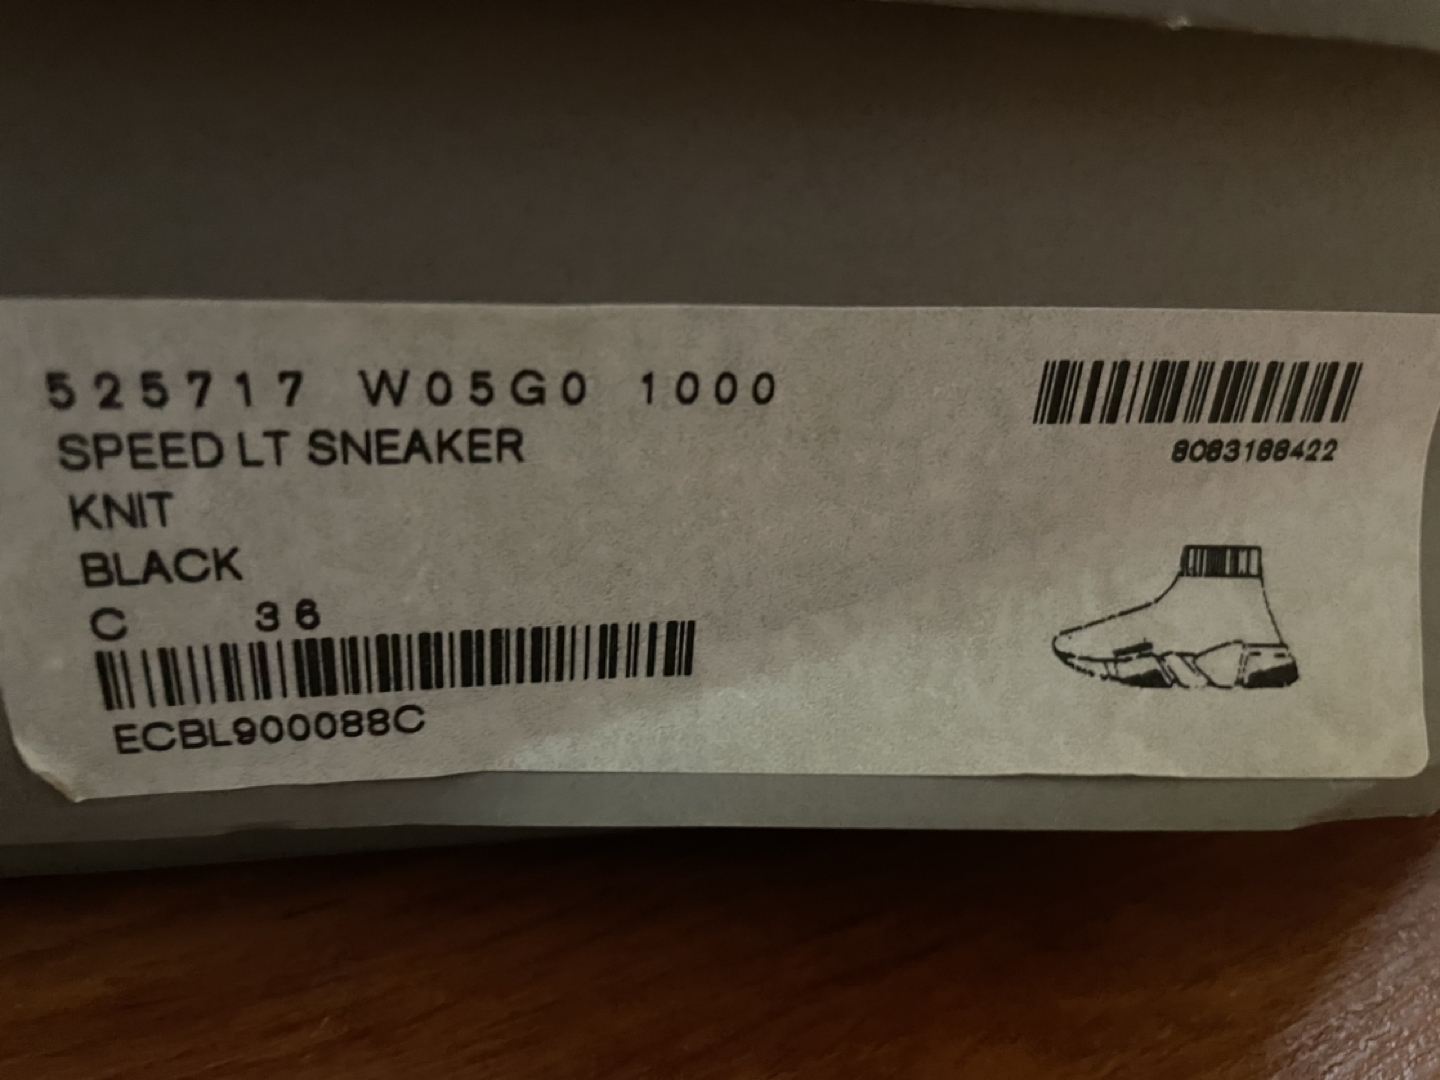 525717 W05G0 1000
SPEED LT SNEAKER
KNIT
BLACK
C 36
ECBL900088C
8083188422